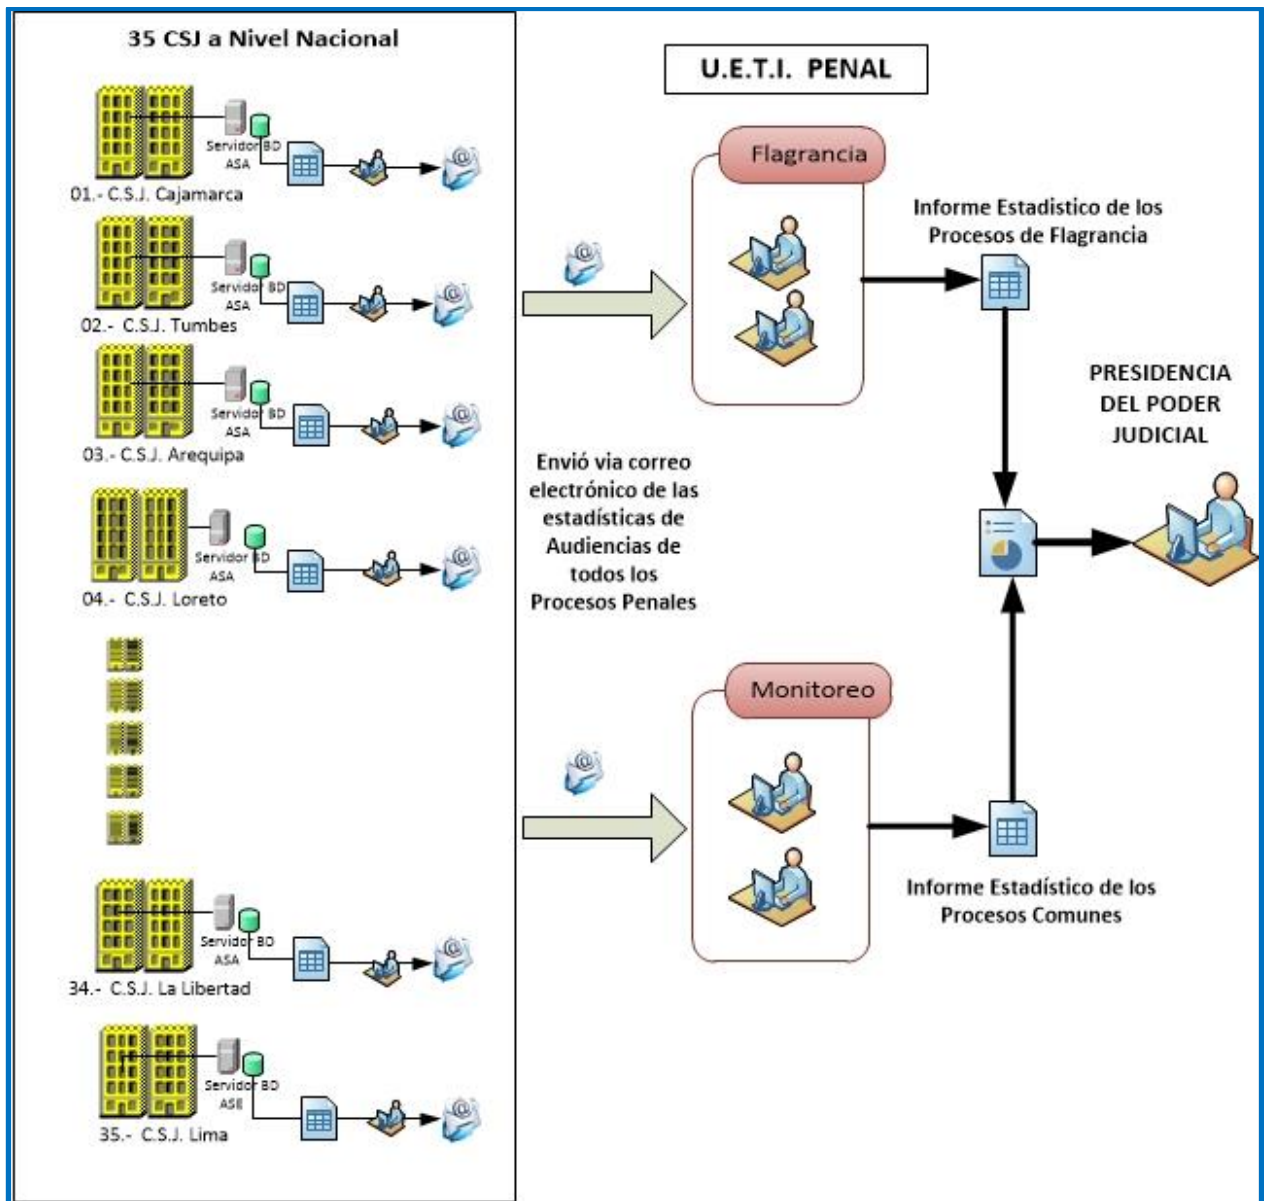 35 CSJ a Nivel Nacional
Servidor BD
ASA
01.- C.S.J. Cajamarca
Servidor BD
ASA
02.- C.S.J. Tumbes
Servidor BD
ASA
03.- C.S.J. Arequipa
Servidor BD
ASA
04.- C.S.J. Loreto
Servidor BD
ASA
34.- C.S.J. La Libertad
Servidor BD
ASE
35.- C.S.J. Lima
Envió via correo
electrónico de las
estadísticas de
Audiencias de
todos los
Procesos Penales
U.E.T.I. PENAL
Flagrancia
Informe Estadistico de los
Procesos de Flagrancia
Monitoreo
Informe Estadístico de los
Procesos Comunes
PRESIDENCIA
DEL PODER
JUDICIAL